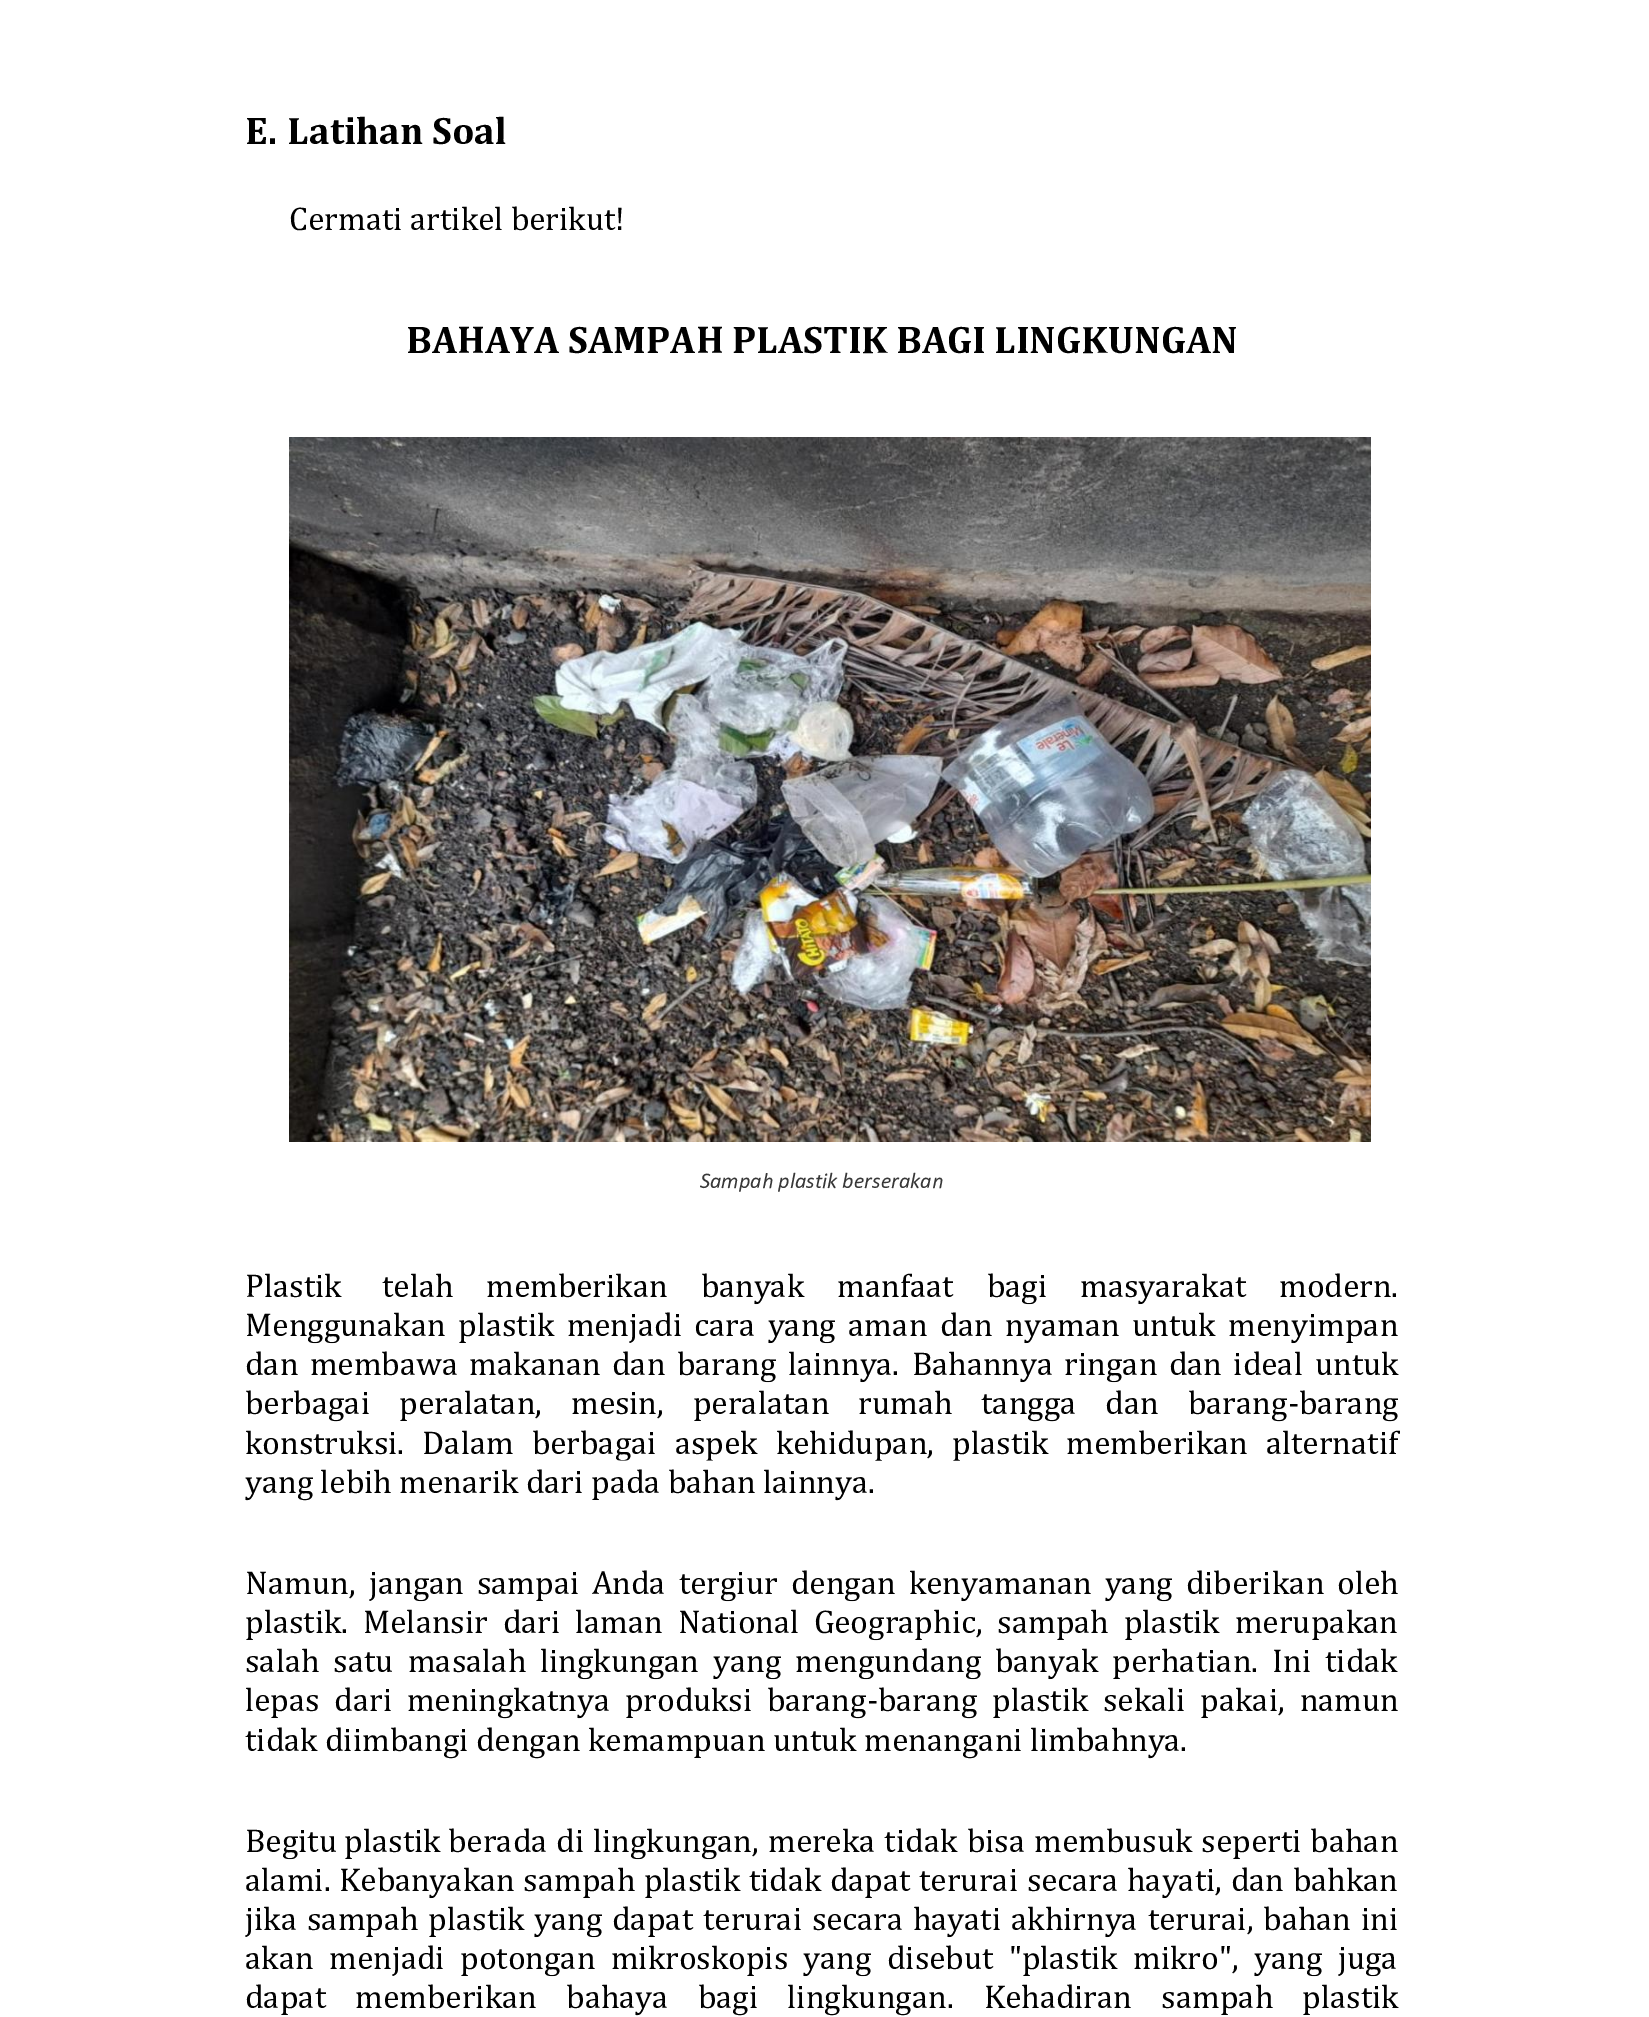 E. Latihan Soal
Cermati artikel berikut!
BAHAYA SAMPAH PLASTIK BAGI LINGKUNGAN
Le
Minerale
CHITATO
Sampah plastik berserakan
Plastik telah memberikan banyak manfaat bagi masyarakat modern.
Menggunakan plastik menjadi cara yang aman dan nyaman untuk menyimpan
dan membawa makanan dan barang lainnya. Bahannya ringan dan ideal untuk
berbagai peralatan, mesin, peralatan rumah tangga dan barang-barang
konstruksi. Dalam berbagai aspek kehidupan, plastik memberikan alternatif
yang lebih menarik dari pada bahan lainnya.
Namun, jangan sampai Anda tergiur dengan kenyamanan yang diberikan oleh
plastik. Melansir dari laman National Geographic, sampah plastik merupakan
salah satu masalah lingkungan yang mengundang banyak perhatian. Ini tidak
lepas dari meningkatnya produksi barang-barang plastik sekali pakai, namun
tidak diimbangi dengan kemampuan untuk menangani limbahnya.
Begitu plastik berada di lingkungan, mereka tidak bisa membusuk seperti bahan
alami. Kebanyakan sampah plastik tidak dapat terurai secara hayati, dan bahkan
jika sampah plastik yang dapat terurai secara hayati akhirnya terurai, bahan ini
akan menjadi potongan mikroskopis yang disebut "plastik mikro", yang juga
dapat memberikan bahaya bagi lingkungan. Kehadiran sampah plastik